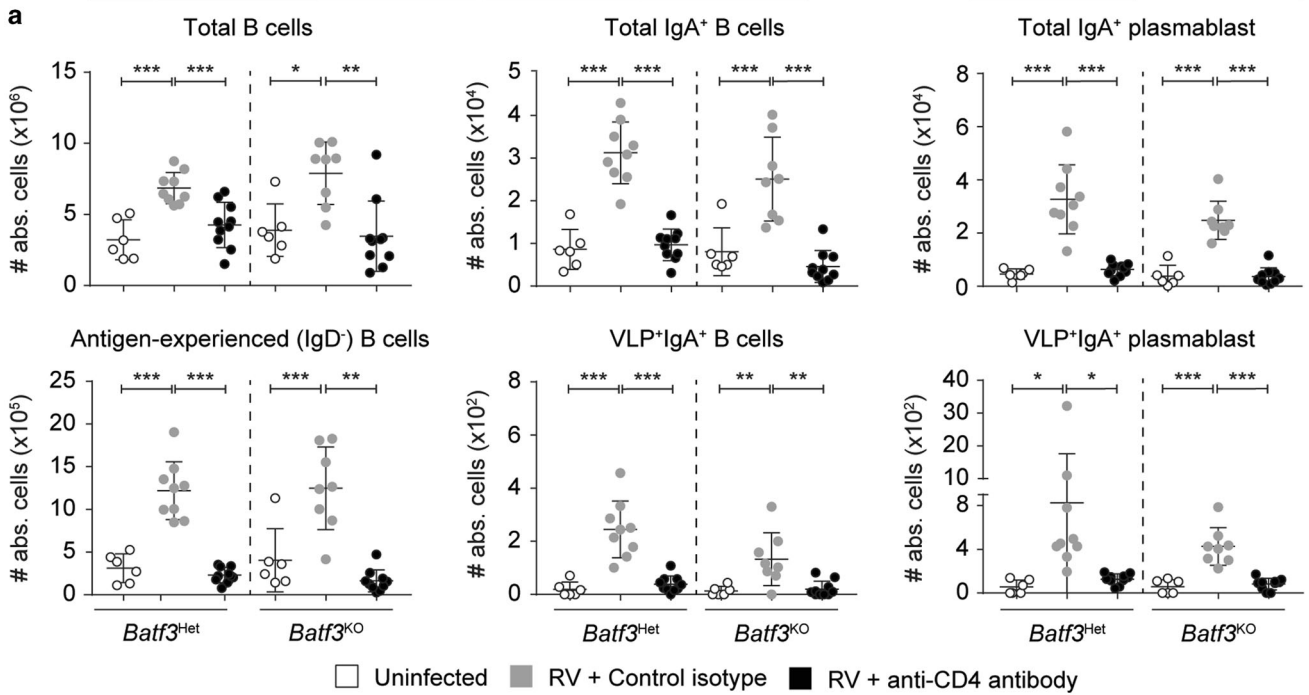 a
Total B cells
Total IgA⁺ B cells
Total IgA⁺ plasmablast
# abs. cells (x10⁶)
15
10
5
0
*** *** * **
# abs. cells (x10⁴)
5
4
3
2
1
0
*** *** *** ***
# abs. cells (x10⁴)
8
6
4
2
0
*** *** *** ***
Antigen-experienced (IgD⁻) B cells
VLP⁺IgA⁺ B cells
VLP⁺IgA⁺ plasmablast
# abs. cells (x10⁵)
25
20
15
10
5
0
*** *** *** **
# abs. cells (x10²)
8
6
4
2
0
*** *** ** **
# abs. cells (x10²)
40
30
20
10
8
4
0
* * *** ***
Batf3ᴴᵉᵗ Batf3ᴷᴼ
Batf3ᴴᵉᵗ Batf3ᴷᴼ
Batf3ᴴᵉᵗ Batf3ᴷᴼ
Uninfected RV + Control isotype RV + anti-CD4 antibody